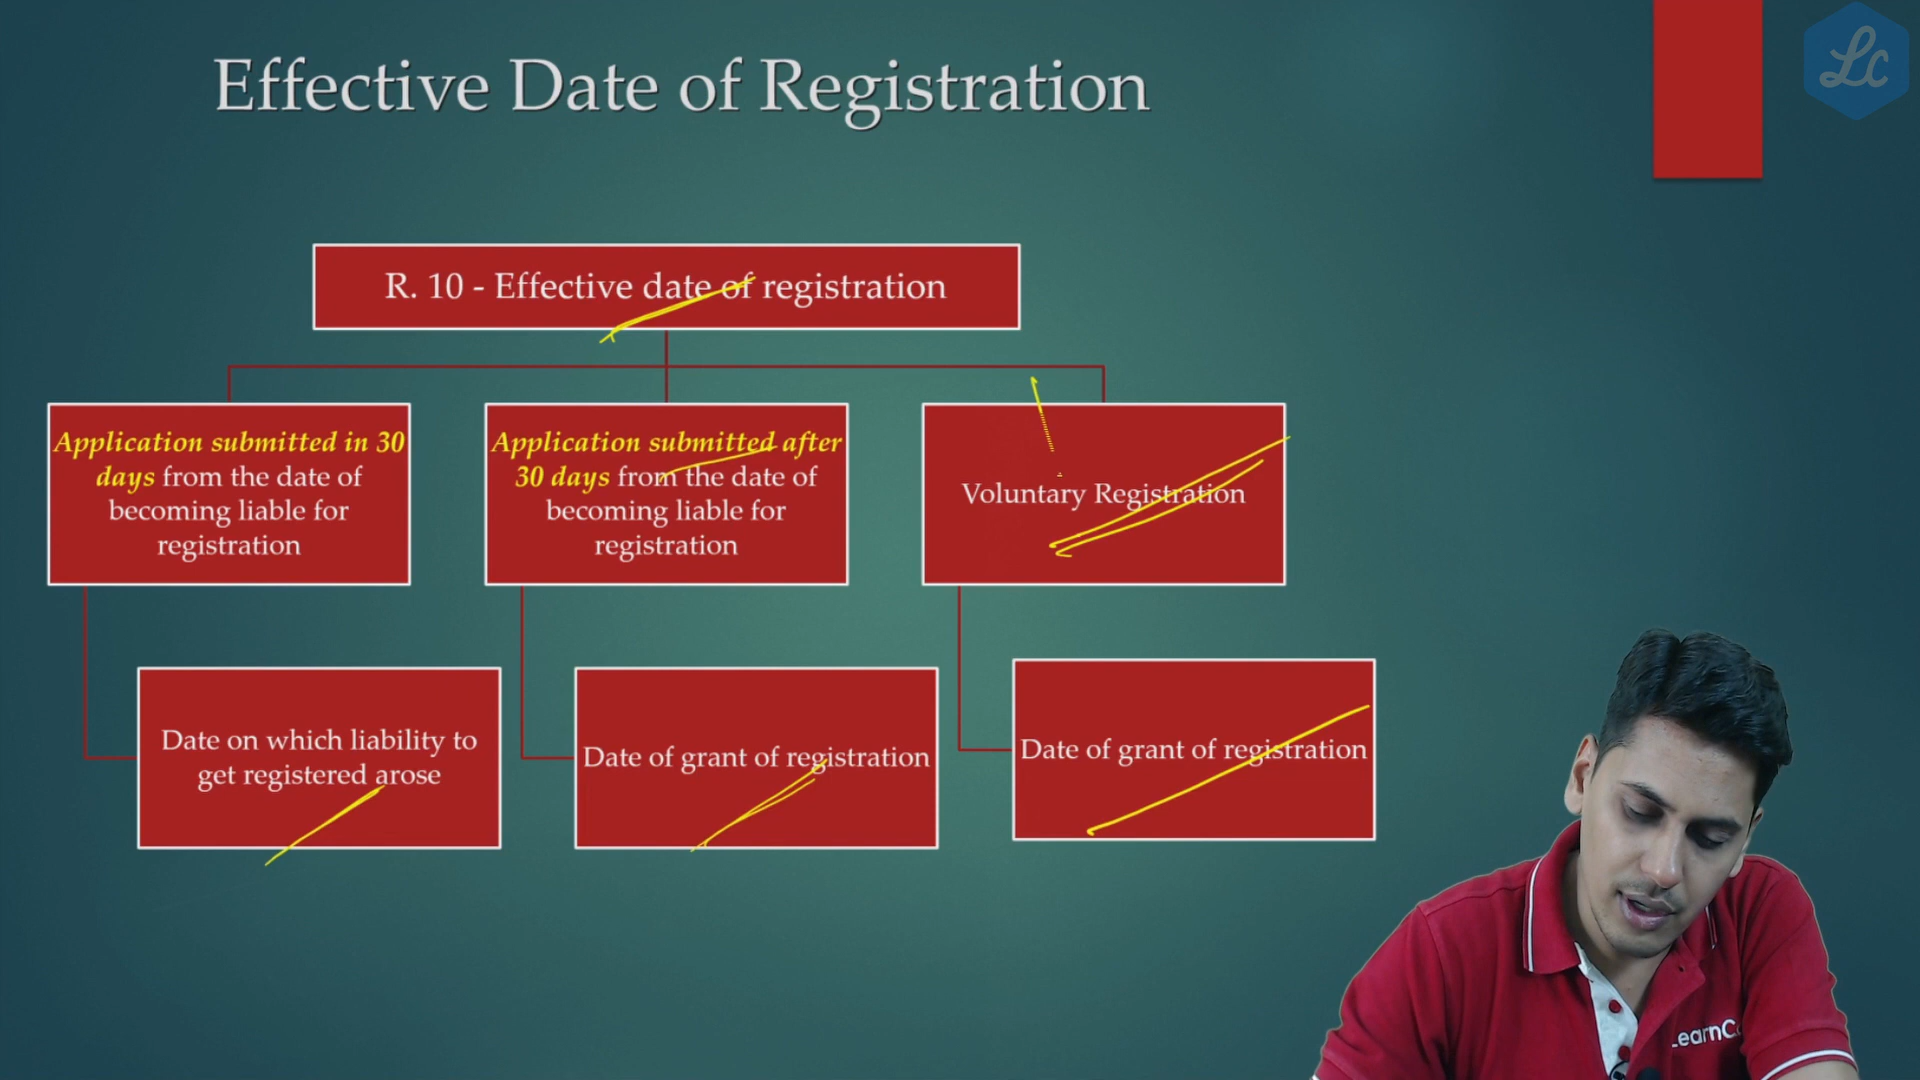 Effective Date of Registration
Lc
R. 10 - Effective date of registration
Application submitted in 30
days from the date of
becoming liable for
registration
Application submitted after
30 days from the date of
becoming liable for
registration
Voluntary Registration
Date on which liability to
get registered arose
Date of grant of registration
Date of grant of registration
LearnC